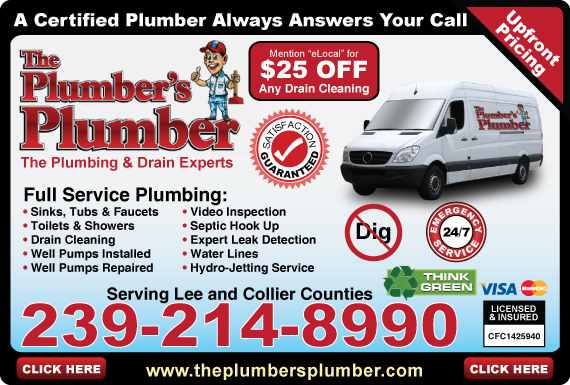 A Certified Plumber Always Answers Your Call
Upfront
Pricing
The
Plumber's
Plumber
The Plumbing & Drain Experts
Mention "eLocal" for
$25 OFF
Any Drain Cleaning
SATISFACTION
GUARANTEED
The
Plumber's
Plumber
Full Service Plumbing:
• Sinks, Tubs & Faucets
• Toilets & Showers
• Drain Cleaning
• Well Pumps Installed
• Well Pumps Repaired
• Video Inspection
• Septic Hook Up
• Expert Leak Detection
• Water Lines
• Hydro-Jetting Service
Dig
EMERGENCY
24/7
SERVICE
THINK
GREEN
VISA
MasterCard
Serving Lee and Collier Counties
239-214-8990
LICENSED
& INSURED
CFC1425940
CLICK HERE
www.theplumbersplumber.com
CLICK HERE